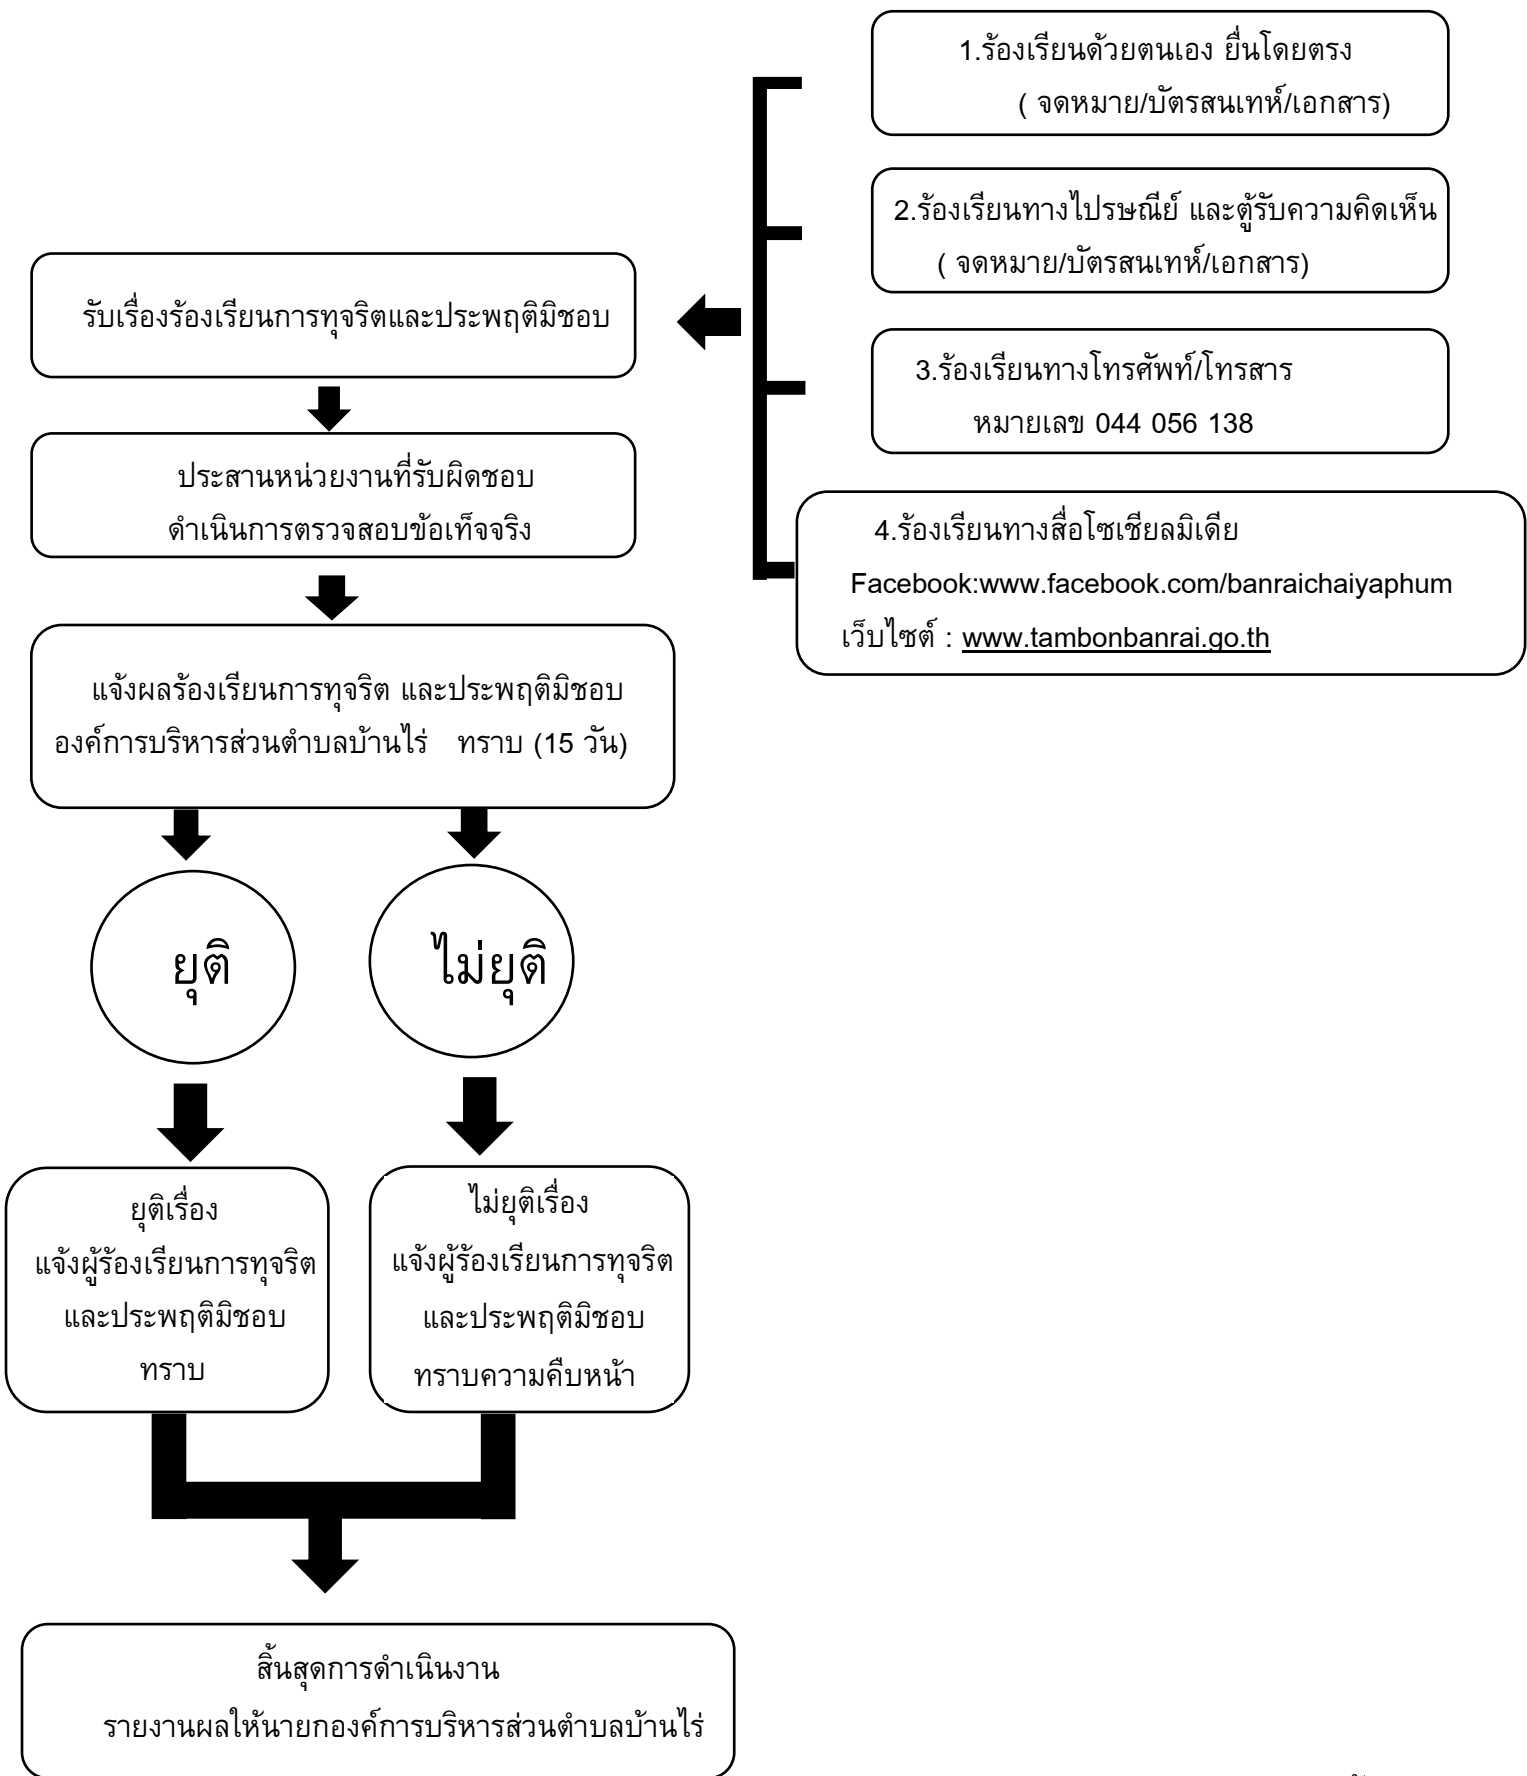 1.ร้องเรียนด้วยตนเอง ยื่นโดยตรง
( จดหมาย/บัตรสนเทห์/เอกสาร)
2.ร้องเรียนทางไปรษณีย์ และตู้รับความคิดเห็น
( จดหมาย/บัตรสนเทห์/เอกสาร)
3.ร้องเรียนทางโทรศัพท์/โทรสาร
หมายเลข 044 056 138
4.ร้องเรียนทางสื่อโซเชียลมิเดีย
Facebook:www.facebook.com/banraichaiyaphum
เว็บไซต์ : www.tambonbanrai.go.th
รับเรื่องร้องเรียนการทุจริตและประพฤติมิชอบ
ประสานหน่วยงานที่รับผิดชอบ
ดำเนินการตรวจสอบข้อเท็จจริง
แจ้งผลร้องเรียนการทุจริต และประพฤติมิชอบ
องค์การบริหารส่วนตำบลบ้านไร่ ทราบ (15 วัน)
ยุติ
ไม่ยุติ
ยุติเรื่อง
แจ้งผู้ร้องเรียนการทุจริต
และประพฤติมิชอบ
ทราบ
ไม่ยุติเรื่อง
แจ้งผู้ร้องเรียนการทุจริต
และประพฤติมิชอบ
ทราบความคืบหน้า
สิ้นสุดการดำเนินงาน
รายงานผลให้นายกองค์การบริหารส่วนตำบลบ้านไร่